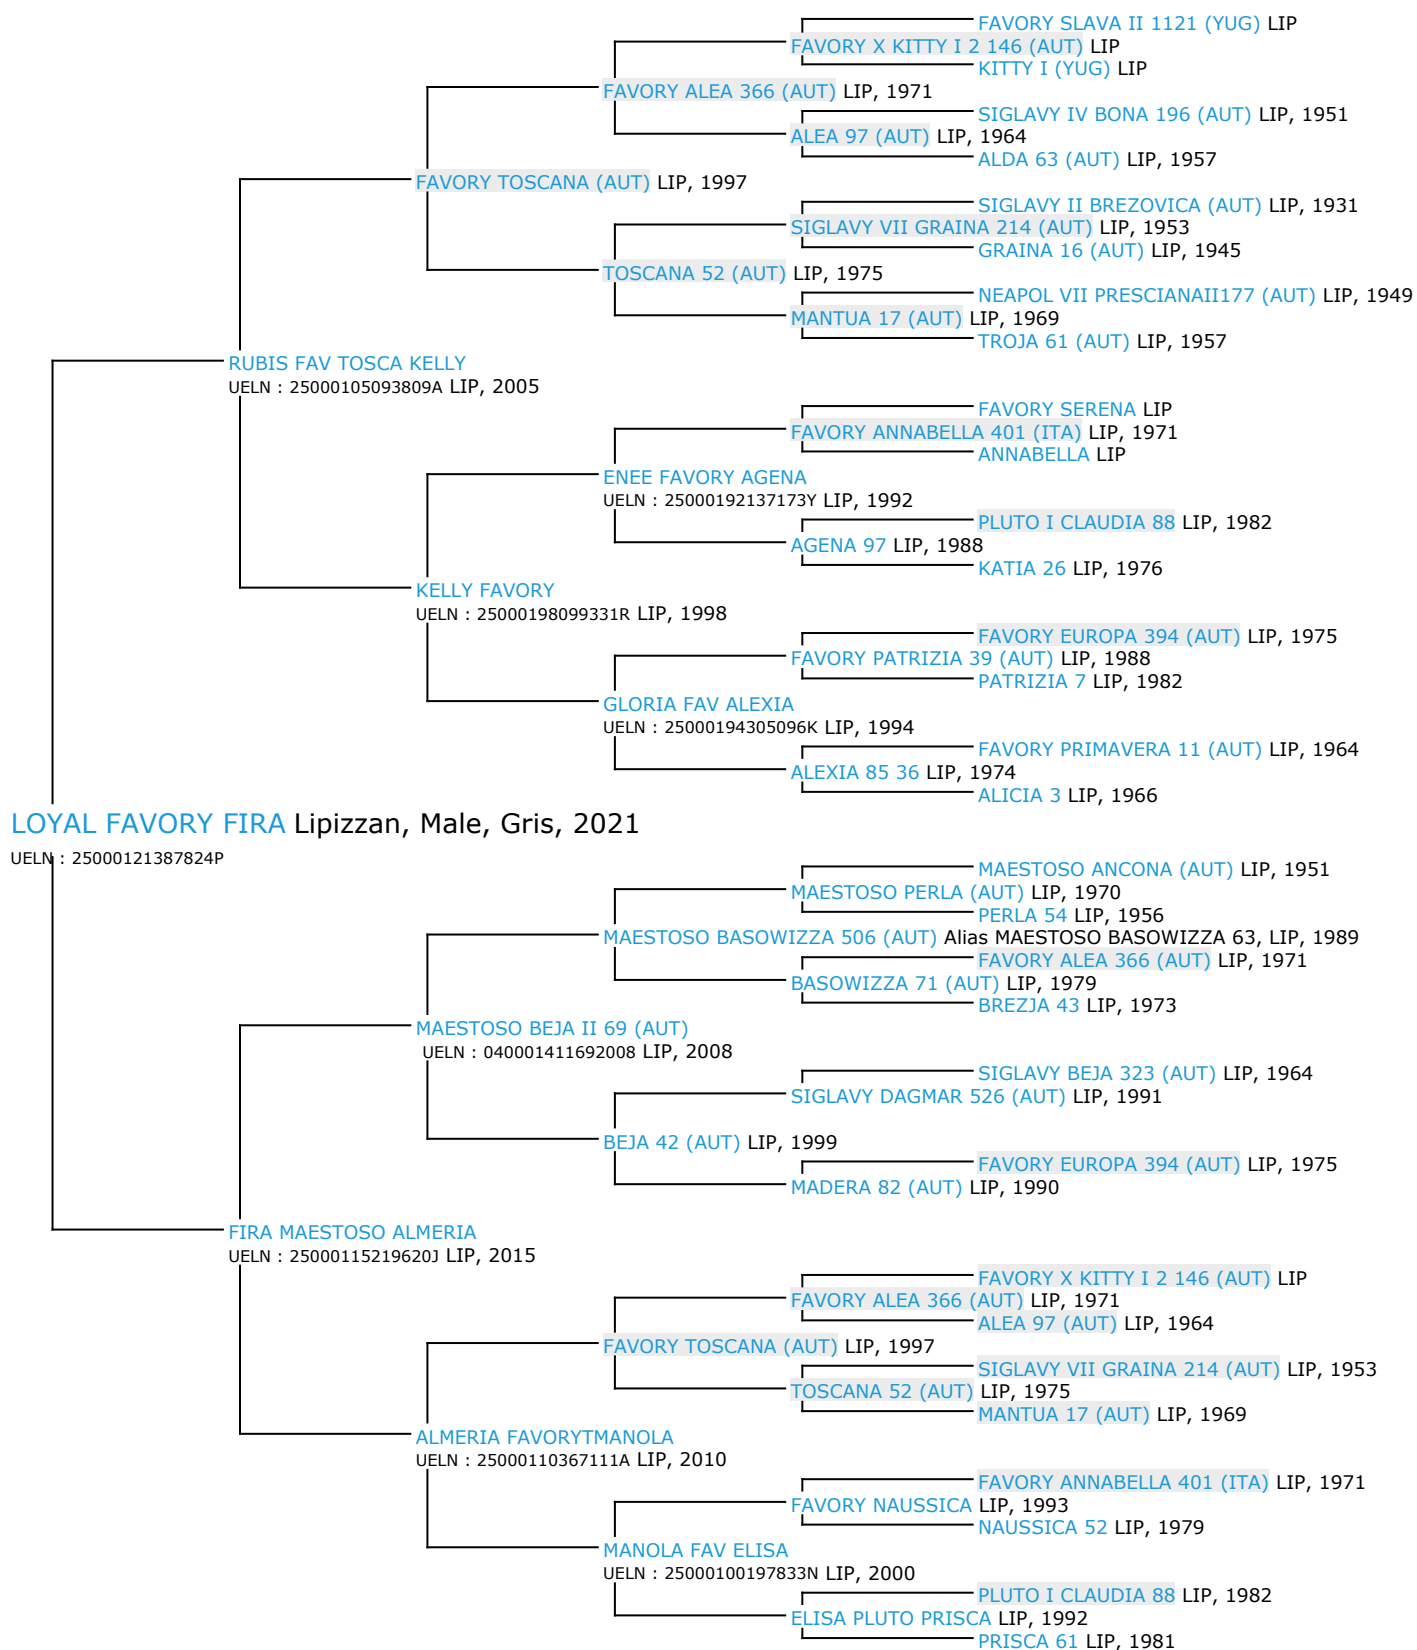 FAVORY SLAVA II 1121 (YUG) LIP
FAVORY X KITTY I 2 146 (AUT) LIP
KITTY I (YUG) LIP
FAVORY ALEA 366 (AUT) LIP, 1971
SIGLAVY IV BONA 196 (AUT) LIP, 1951
ALEA 97 (AUT) LIP, 1964
ALDA 63 (AUT) LIP, 1957
FAVORY TOSCANA (AUT) LIP, 1997
SIGLAVY II BREZOVICA (AUT) LIP, 1931
SIGLAVY VII GRAINA 214 (AUT) LIP, 1953
GRAINA 16 (AUT) LIP, 1945
TOSCANA 52 (AUT) LIP, 1975
NEAPOL VII PRESCIANAII177 (AUT) LIP, 1949
MANTUA 17 (AUT) LIP, 1969
TROJA 61 (AUT) LIP, 1957
RUBIS FAV TOSCA KELLY
UELN : 25000105093809A LIP, 2005
FAVORY SERENA LIP
FAVORY ANNABELLA 401 (ITA) LIP, 1971
ANNABELLA LIP
ENEE FAVORY AGENA
UELN : 25000192137173Y LIP, 1992
PLUTO I CLAUDIA 88 LIP, 1982
AGENA 97 LIP, 1988
KATIA 26 LIP, 1976
KELLY FAVORY
UELN : 25000198099331R LIP, 1998
FAVORY EUROPA 394 (AUT) LIP, 1975
FAVORY PATRIZIA 39 (AUT) LIP, 1988
PATRIZIA 7 LIP, 1982
GLORIA FAV ALEXIA
UELN : 25000194305096K LIP, 1994
FAVORY PRIMAVERA 11 (AUT) LIP, 1964
ALEXIA 85 36 LIP, 1974
ALICIA 3 LIP, 1966
LOYAL FAVORY FIRA Lipizzan, Male, Gris, 2021
UELN : 25000121387824P
MAESTOSO ANCONA (AUT) LIP, 1951
MAESTOSO PERLA (AUT) LIP, 1970
PERLA 54 LIP, 1956
MAESTOSO BASOWIZZA 506 (AUT) Alias MAESTOSO BASOWIZZA 63, LIP, 1989
FAVORY ALEA 366 (AUT) LIP, 1971
BASOWIZZA 71 (AUT) LIP, 1979
BREZJA 43 LIP, 1973
MAESTOSO BEJA II 69 (AUT)
UELN : 040001411692008 LIP, 2008
SIGLAVY BEJA 323 (AUT) LIP, 1964
SIGLAVY DAGMAR 526 (AUT) LIP, 1991
BEJA 42 (AUT) LIP, 1999
FAVORY EUROPA 394 (AUT) LIP, 1975
MADERA 82 (AUT) LIP, 1990
FIRA MAESTOSO ALMERIA
UELN : 25000115219620J LIP, 2015
FAVORY X KITTY I 2 146 (AUT) LIP
FAVORY ALEA 366 (AUT) LIP, 1971
ALEA 97 (AUT) LIP, 1964
FAVORY TOSCANA (AUT) LIP, 1997
SIGLAVY VII GRAINA 214 (AUT) LIP, 1953
TOSCANA 52 (AUT) LIP, 1975
MANTUA 17 (AUT) LIP, 1969
ALMERIA FAVORYTMANOLA
UELN : 25000110367111A LIP, 2010
FAVORY ANNABELLA 401 (ITA) LIP, 1971
FAVORY NAUSSICA LIP, 1993
NAUSSICA 52 LIP, 1979
MANOLA FAV ELISA
UELN : 25000100197833N LIP, 2000
PLUTO I CLAUDIA 88 LIP, 1982
ELISA PLUTO PRISCA LIP, 1992
PRISCA 61 LIP, 1981